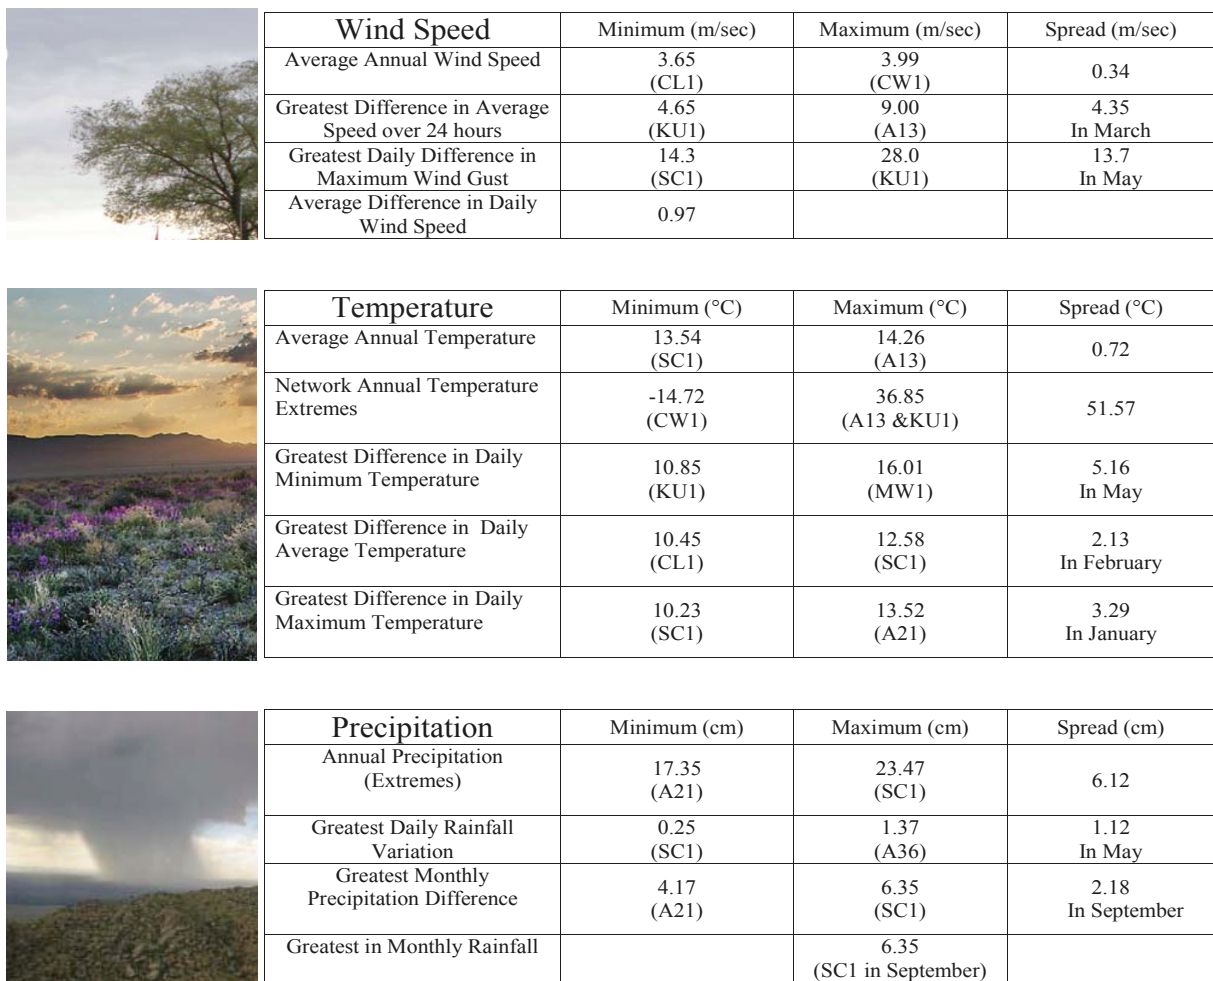 Wind Speed Minimum (m/sec) Maximum (m/sec) Spread (m/sec)
Average Annual Wind Speed 3.65 (CL1) 3.99 (CW1) 0.34
Greatest Difference in Average
Speed over 24 hours 4.65 (KU1) 9.00 (A13) 4.35 In March
Greatest Daily Difference in
Maximum Wind Gust 14.3 (SC1) 28.0 (KU1) 13.7 In May
Average Difference in Daily
Wind Speed 0.97
Temperature Minimum (°C) Maximum (°C) Spread (°C)
Average Annual Temperature 13.54 (SC1) 14.26 (A13) 0.72
Network Annual Temperature
Extremes -14.72 (CW1) 36.85 (A13 &KU1) 51.57
Greatest Difference in Daily
Minimum Temperature 10.85 (KU1) 16.01 (MW1) 5.16 In May
Greatest Difference in Daily
Average Temperature 10.45 (CL1) 12.58 (SC1) 2.13 In February
Greatest Difference in Daily
Maximum Temperature 10.23 (SC1) 13.52 (A21) 3.29 In January
Precipitation Minimum (cm) Maximum (cm) Spread (cm)
Annual Precipitation
(Extremes) 17.35 (A21) 23.47 (SC1) 6.12
Greatest Daily Rainfall
Variation 0.25 (SC1) 1.37 (A36) 1.12 In May
Greatest Monthly
Precipitation Difference 4.17 (A21) 6.35 (SC1) 2.18 In September
Greatest in Monthly Rainfall 6.35 (SC1 in September)